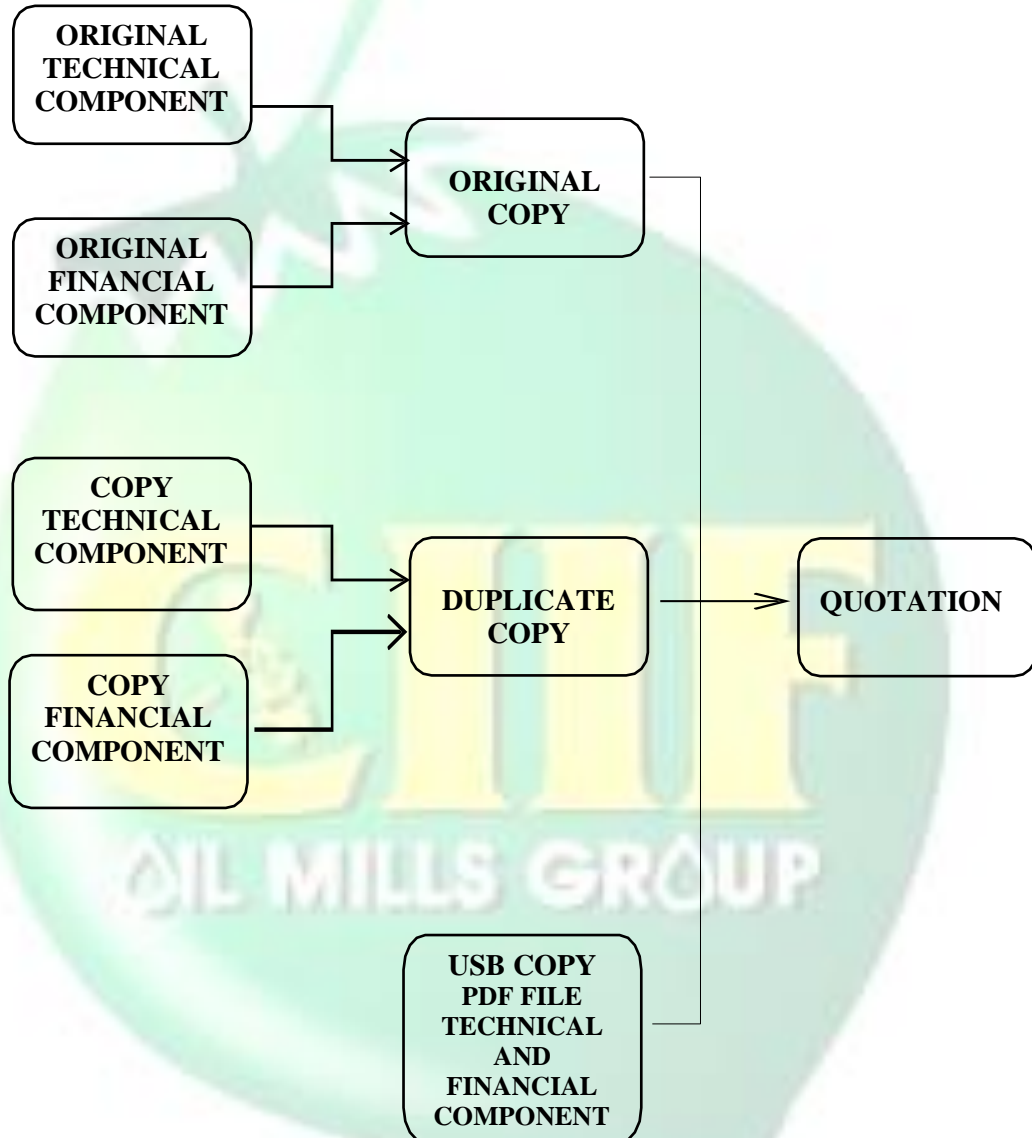 ORIGINAL
TECHNICAL
COMPONENT
ORIGINAL
COPY
ORIGINAL
FINANCIAL
COMPONENT
COPY
TECHNICAL
COMPONENT
DUPLICATE
COPY
QUOTATION
COPY
FINANCIAL
COMPONENT
CIIF
OIL MILLS GROUP
USB COPY
PDF FILE
TECHNICAL
AND
FINANCIAL
COMPONENT